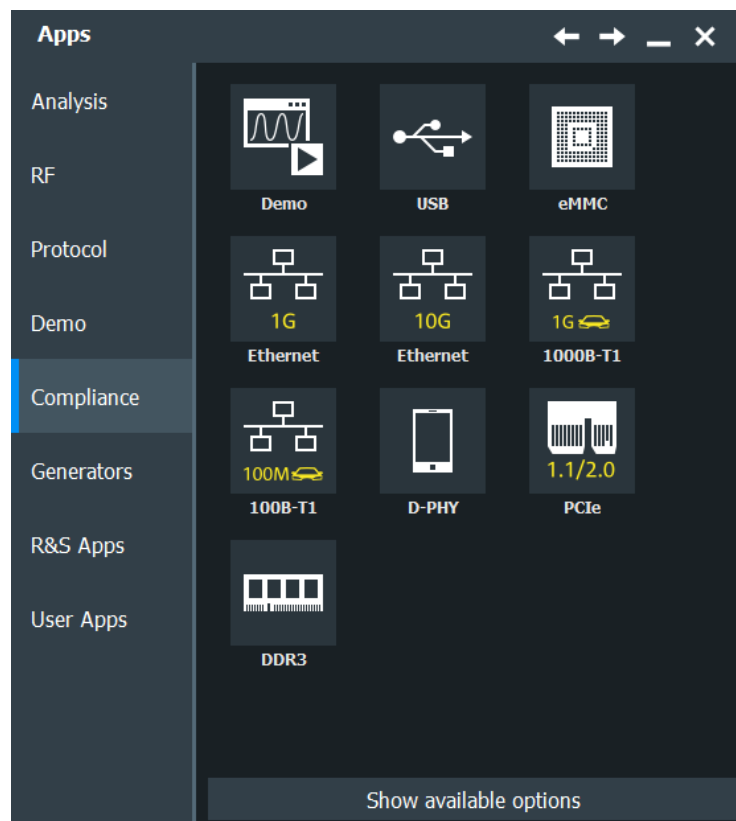 Apps
Analysis
RF
Protocol
Demo
Compliance
Generators
R&S Apps
User Apps
Demo
USB
eMMC
1G
Ethernet
10G
Ethernet
1G
1000B-T1
100M
100B-T1
D-PHY
1.1/2.0
PCIe
DDR3
Show available options